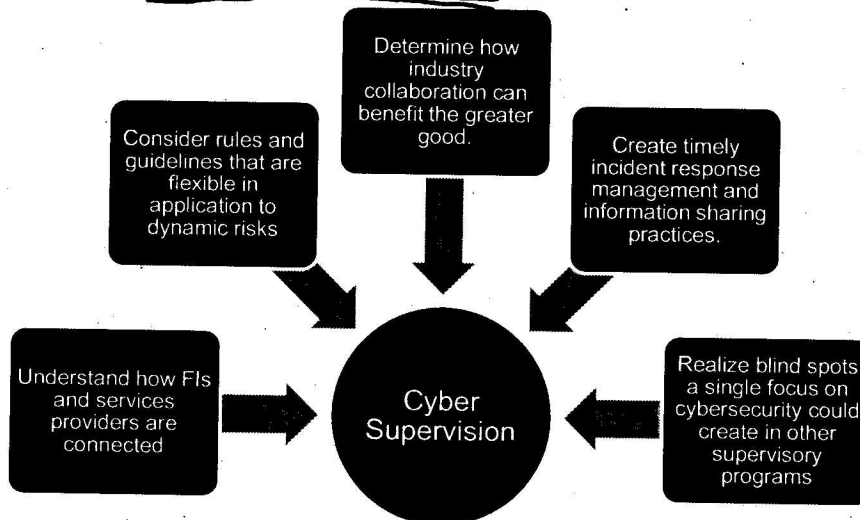 Determine how
industry
collaboration can
benefit the greater
good.
Consider rules and
guidelines that are
flexible in
application to
dynamic risks
Create timely
incident response
management and
information sharing
practices.
Understand how FIs
and services
providers are
connected
Cyber
Supervision
Realize blind spots
a single focus on
cybersecurity could
create in other
supervisory
programs